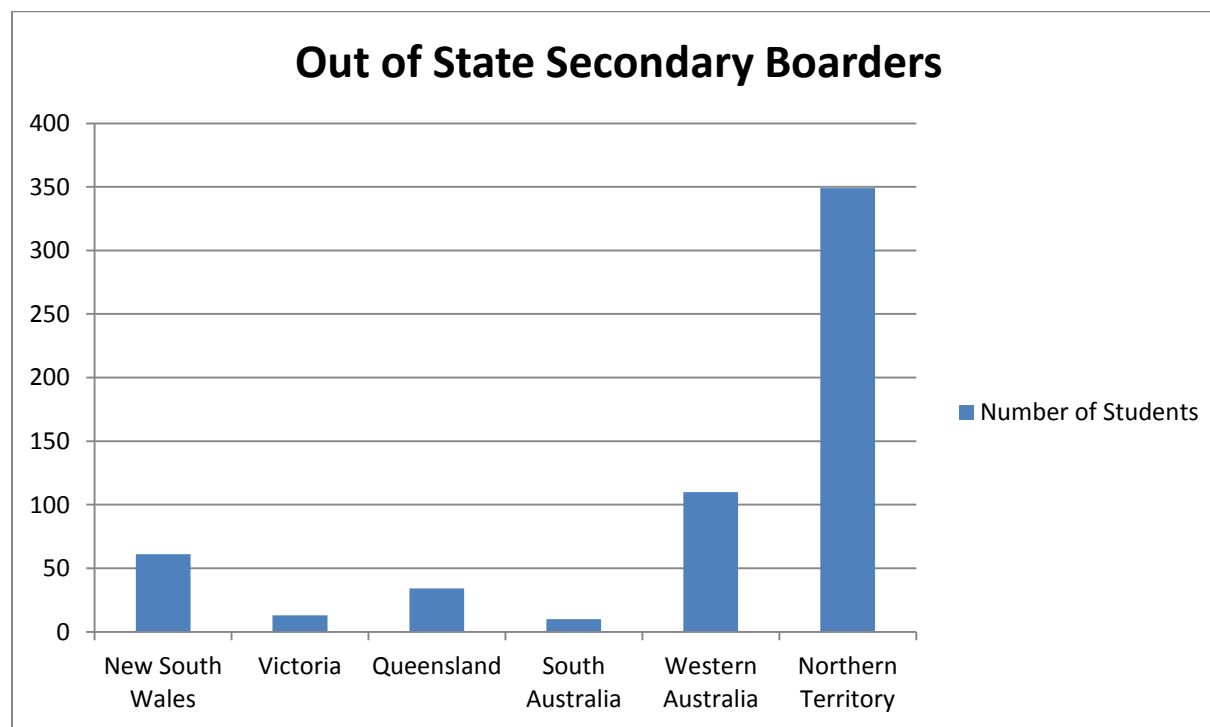 Out of State Secondary Boarders
400
350
300
250
200
150
100
50
0
New South
Wales
Victoria
Queensland
South
Australia
Western
Australia
Northern
Territory
Number of Students